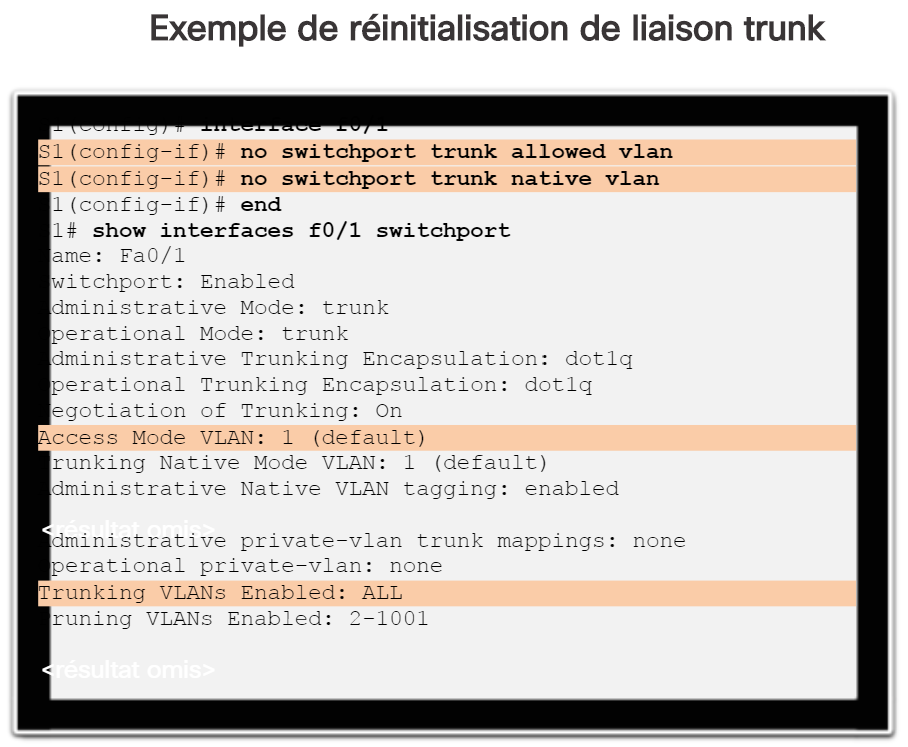 Exemple de réinitialisation de liaison trunk
1(config)# interface f0/1
S1(config-if)# no switchport trunk allowed vlan
S1(config-if)# no switchport trunk native vlan
1(config-if)# end
1# show interfaces f0/1 switchport
ame: Fa0/1
witchport: Enabled
dministrative Mode: trunk
perational Mode: trunk
dministrative Trunking Encapsulation: dot1q
perational Trunking Encapsulation: dot1q
egotiation of Trunking: On
Access Mode VLAN: 1 (default)
runking Native Mode VLAN: 1 (default)
dministrative Native VLAN tagging: enabled
<résultat omis>
dministrative private-vlan trunk mappings: none
perational private-vlan: none
Trunking VLANs Enabled: ALL
runing VLANs Enabled: 2-1001
<résultat omis>